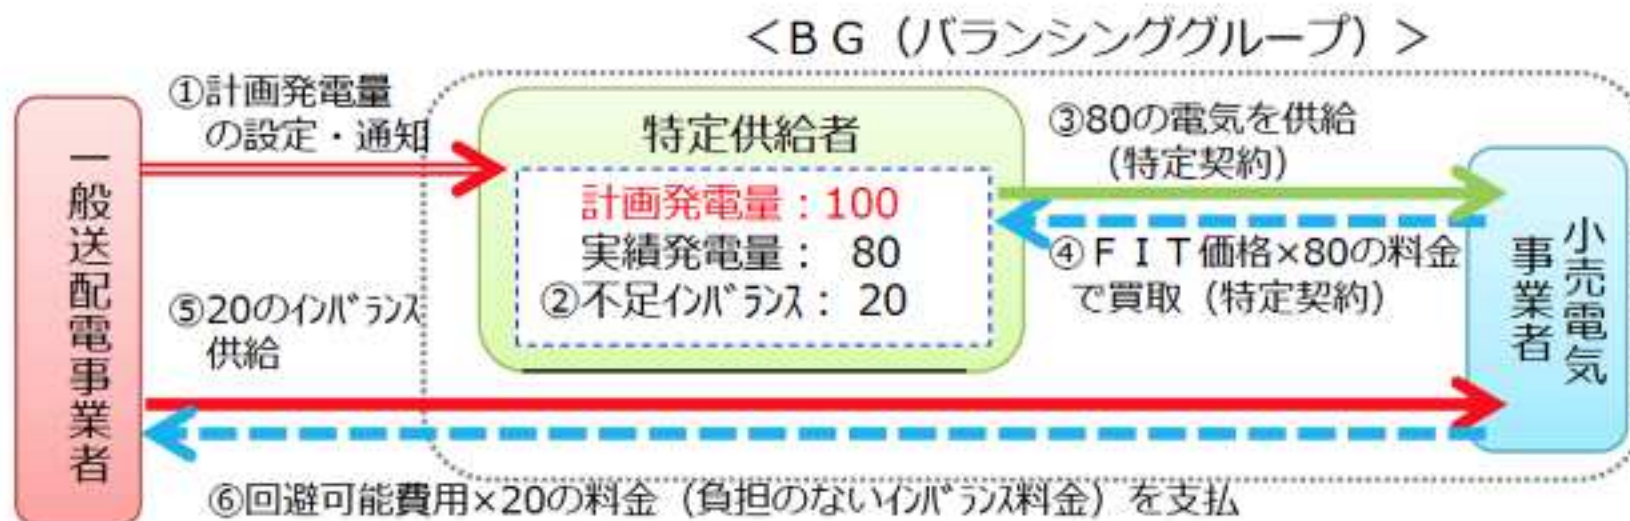 ＜ＢＧ（バランシンググループ）＞
①計画発電量
の設定・通知
一般送配電事業者
特定供給者
計画発電量：100
実績発電量： 80
②不足ｲﾝﾊﾞﾗﾝｽ： 20
③80の電気を供給
（特定契約）
④ＦＩＴ価格×80の料金
で買取（特定契約）
小売電気
事業者
⑤20のｲﾝﾊﾞﾗﾝｽ
供給
⑥回避可能費用×20の料金（負担のないｲﾝﾊﾞﾗﾝｽ料金）を支払